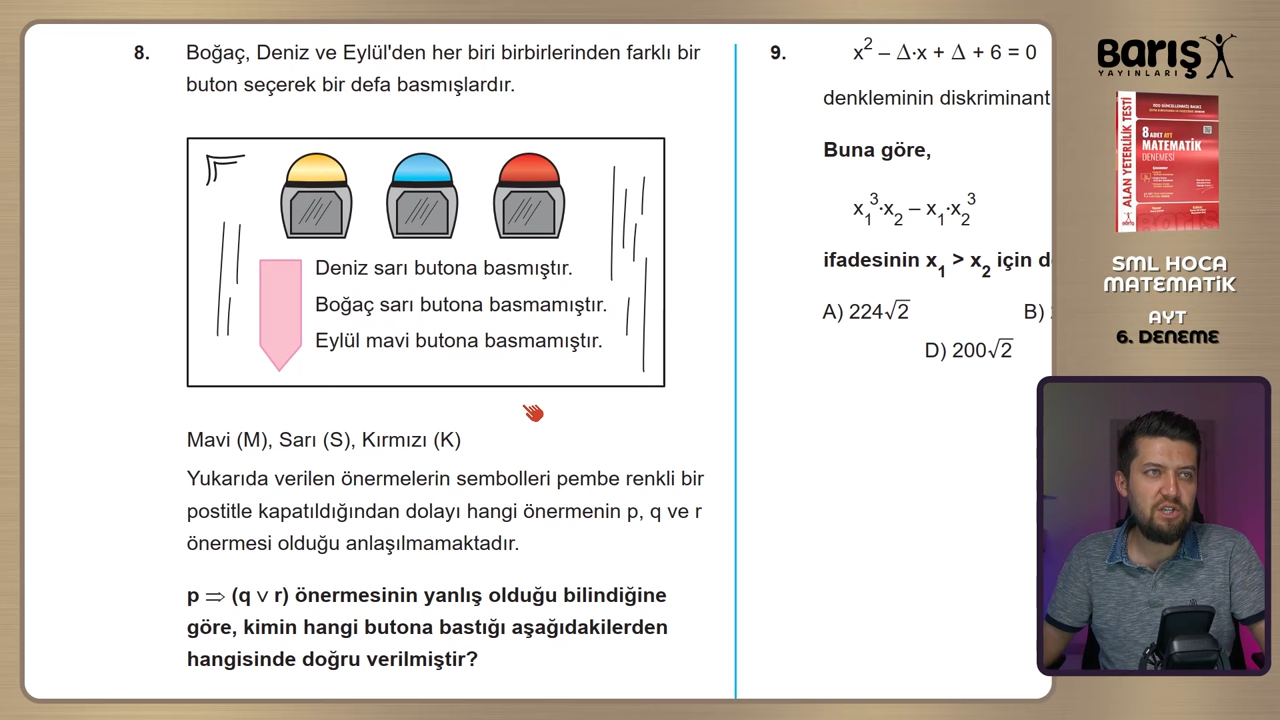 8.
Boğaç, Deniz ve Eylül'den her biri birbirlerinden farklı bir
buton seçerek bir defa basmışlardır.
Deniz sarı butona basmıştır.
Boğaç sarı butona basmamıştır.
Eylül mavi butona basmamıştır.
Mavi (M), Sarı (S), Kırmızı (K)
Yukarıda verilen önermelerin sembolleri pembe renkli bir
postitle kapatıldığından dolayı hangi önermenin p, q ve r
önermesi olduğu anlaşılmamaktadır.
p ⇒ (q ∨ r) önermesinin yanlış olduğu bilindiğine
göre, kimin hangi butona bastığı aşağıdakilerden
hangisinde doğru verilmiştir?
9.
x² – Δ·x + Δ + 6 = 0
denkleminin diskriminant
Buna göre,
x₁³·x₂ – x₁·x₂³
ifadesinin x₁ > x₂ için d
A) 224√2
B)
D) 200√2
BARIŞ
YAYINLARI
ALAN YETERLİLİK TESTİ
8 ADET AYT
MATEMATİK
DENEMESİ
SML HOCA
MATEMATİK
AYT
6. DENEME